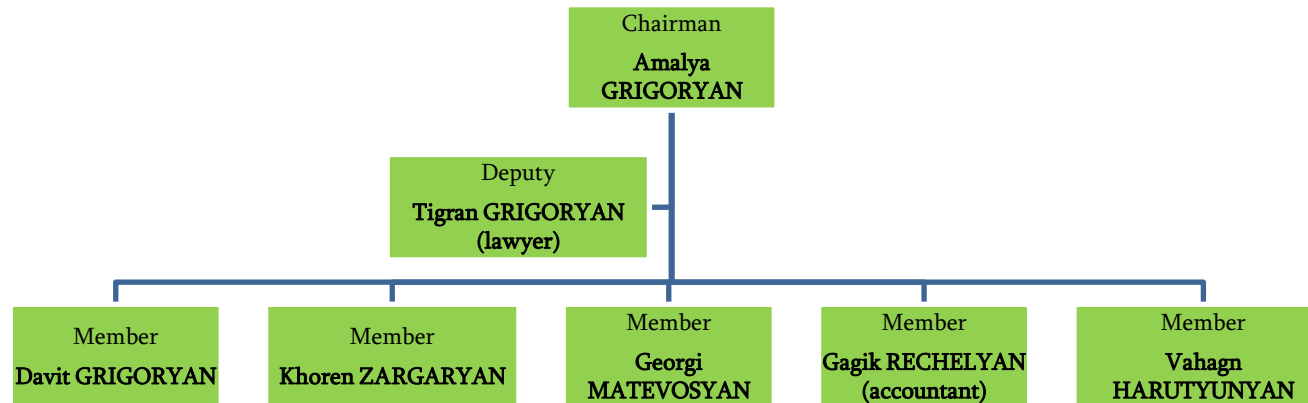 Chairman
Amalya
GRIGORYAN
Deputy
Tigran GRIGORYAN
(lawyer)
Member
Davit GRIGORYAN
Member
Khoren ZARGARYAN
Member
Georgi
MATEVOSYAN
Member
Gagik RECHELYAN
(accountant)
Member
Vahagn
HARUTYUNYAN